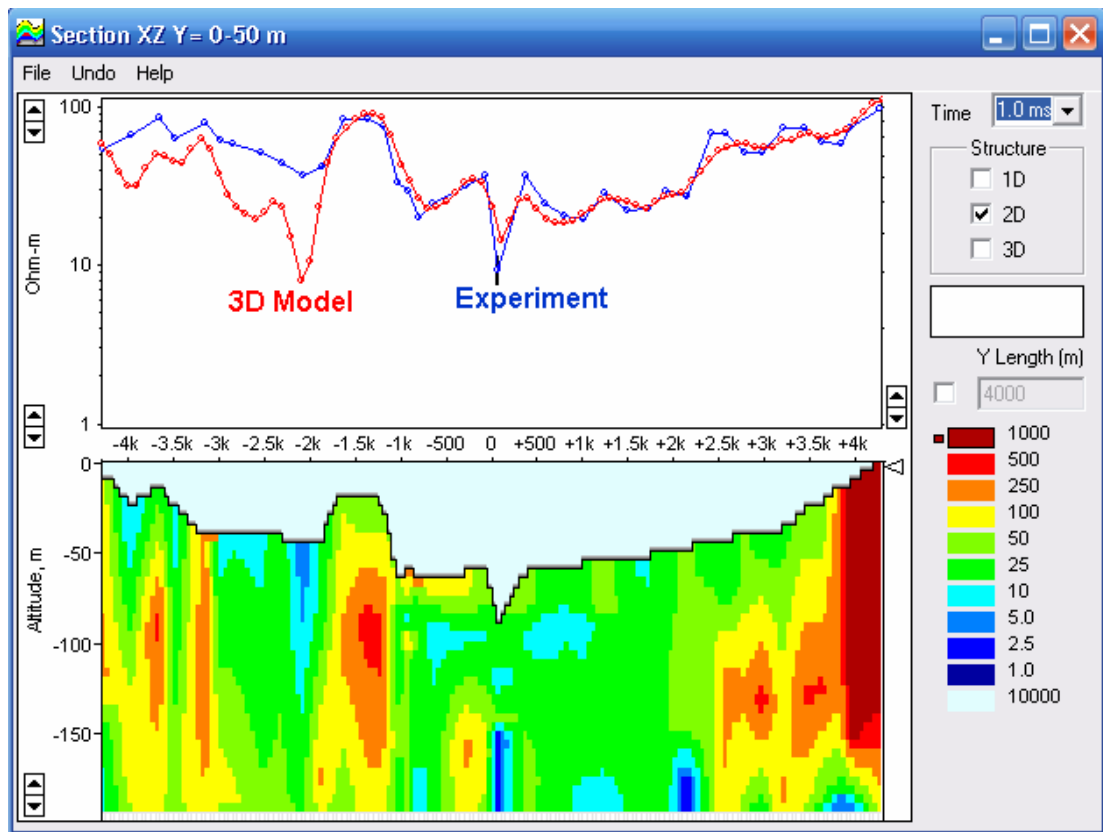 Section XZ Y= 0-50 m
File Undo Help
100
10
1
Ohm-m
3D Model
Experiment
-4k -3.5k -3k -2.5k -2k -1.5k -1k -500 0 +500 +1k +1.5k +2k +2.5k +3k +3.5k +4k
0
-50
-100
-150
Altitude, m
Time 1.0 ms
Structure
1D
2D
3D
Y Length (m)
4000
1000
500
250
100
50
25
10
5.0
2.5
1.0
10000